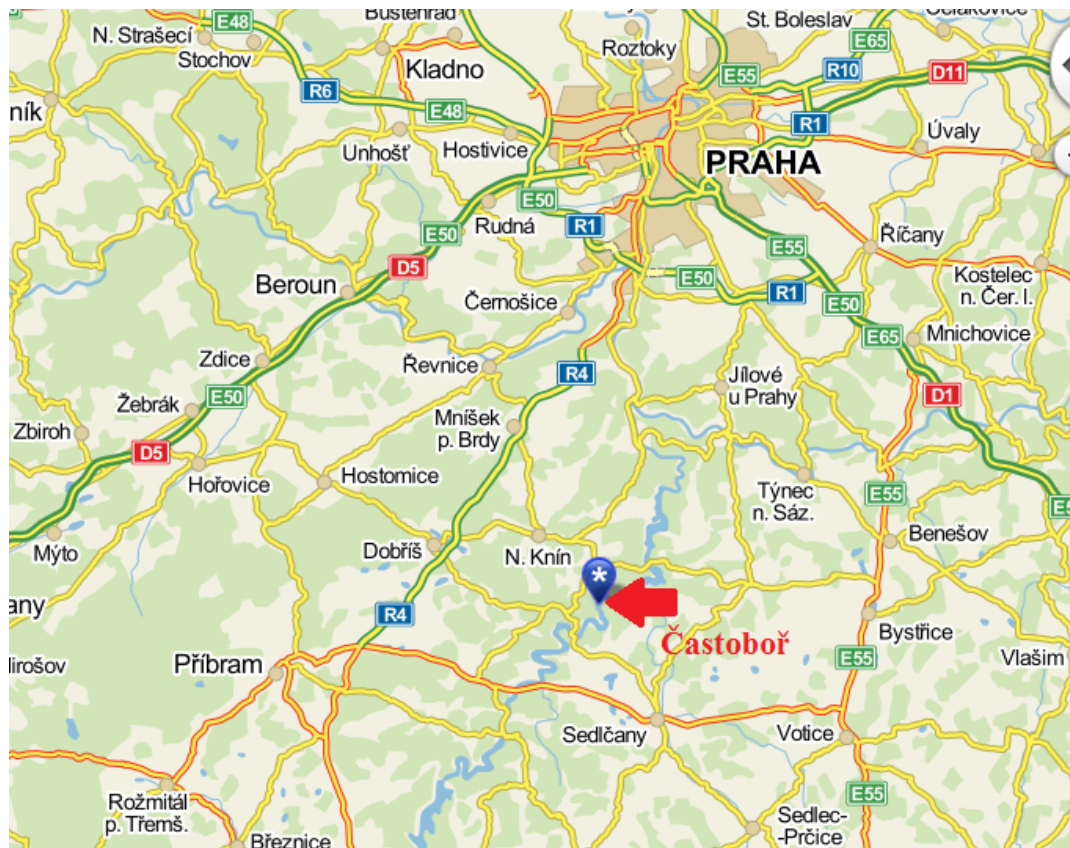 E48
Buštěhrad
St. Boleslav
Čelákovice
N. Strašecí
Stochov
Roztoky
E65
Kladno
E55
R10
D11
R6
E48
ník
R1
Unhošť
Hostivice
Úvaly
PRAHA
E50
Rudná
E50
R1
E55
Říčany
D5
E50
Kostelec
n. Čer. l.
Beroun
R1
Černošice
E50
Mnichovice
E65
Zdice
Řevnice
R4
Jílové
u Prahy
E50
Žebrák
D1
Mníšek
p. Brdy
Zbiroh
D5
Hořovice
Hostomice
Týnec
n. Sáz.
E55
Mýto
Dobříš
N. Knín
Benešov
*
any
R4
Bystřice
Častoboř
Mirošov
Příbram
E55
Vlašim
Sedlčany
Votice
Rožmitál
p. Třemš.
E55
Sedlec-
-Prčice
Březnice